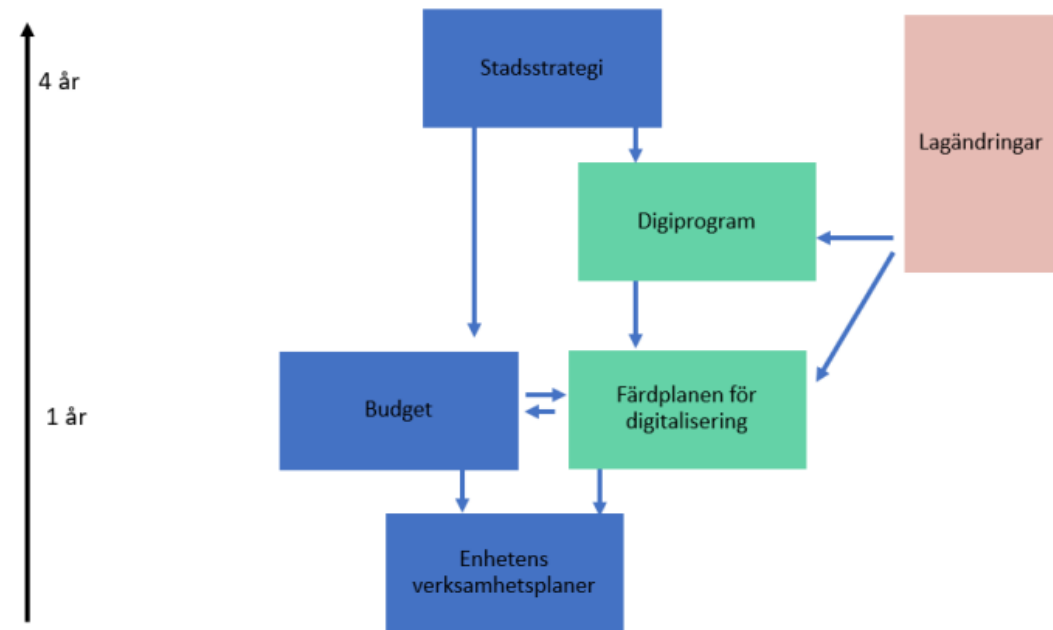 Stadsstrategi
4 år
Lagändringar
Digiprogram
Budget
Färdplanen för
digitalisering
1 år
Enhetens
verksamhetsplaner